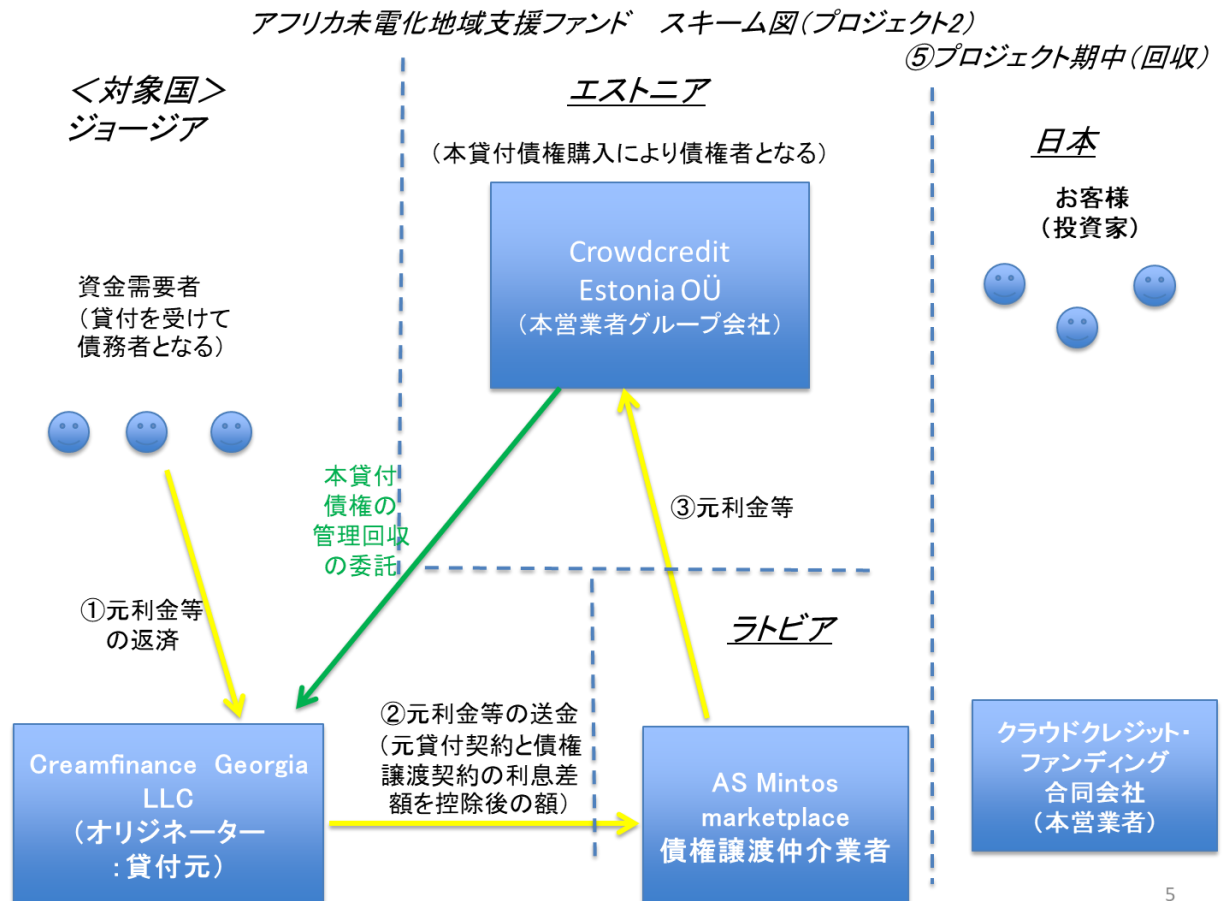 アフリカ未電化地域支援ファンド　スキーム図（プロジェクト2）
⑤プロジェクト期中（回収）
＜対象国＞
ジョージア
エストニア
日本
（本貸付債権購入により債権者となる）
お客様
（投資家）
Crowdcredit
Estonia OÜ
（本営業者グループ会社）
資金需要者
（貸付を受けて
債務者となる）
本貸付
債権の
管理回収
の委託
③元利金等
①元利金等
の返済
ラトビア
②元利金等の送金
（元貸付契約と債権
譲渡契約の利息差
額を控除後の額）
Creamfinance Georgia
LLC
（オリジネーター
：貸付元）
AS Mintos
marketplace
債権譲渡仲介業者
クラウドクレジット・
ファンディング
合同会社
（本営業者）
5